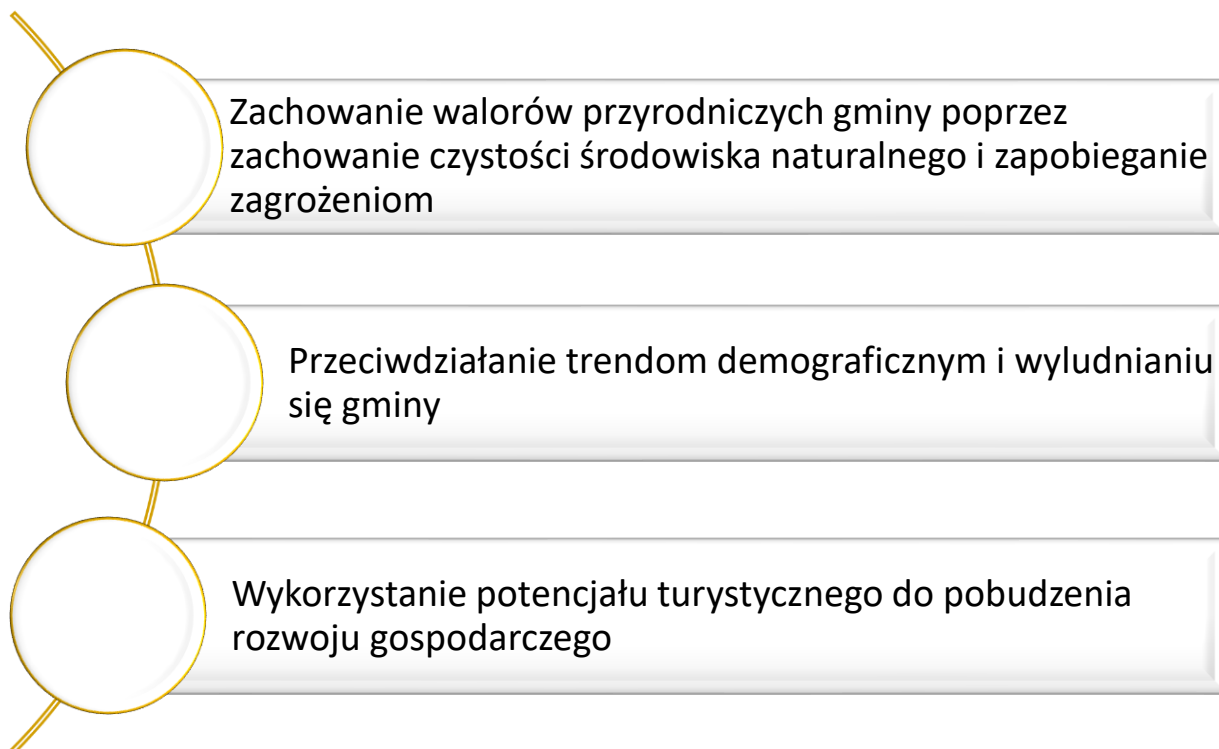 Zachowanie walorów przyrodniczych gminy poprzez
zachowanie czystości środowiska naturalnego i zapobieganie
zagrożeniom
Przeciwdziałanie trendom demograficznym i wyludnianiu
się gminy
Wykorzystanie potencjału turystycznego do pobudzenia
rozwoju gospodarczego